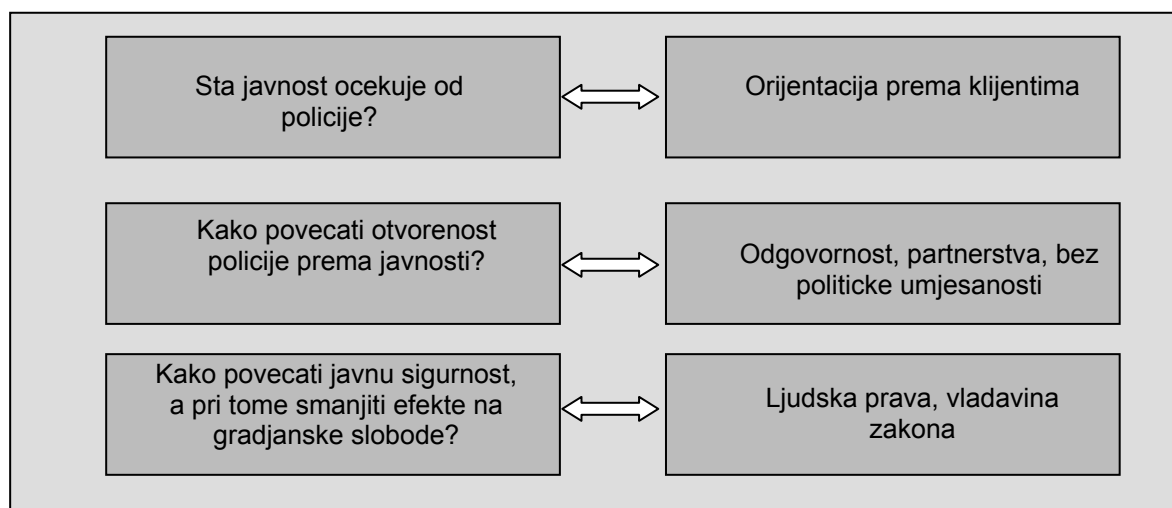 Sta javnost ocekuje od
policije?
Orijentacija prema klijentima
Kako povecati otvorenost
policije prema javnosti?
Odgovornost, partnerstva, bez
politicke umjesanosti
Kako povecati javnu sigurnost,
a pri tome smanjiti efekte na
gradjanske slobode?
Ljudska prava, vladavina
zakona